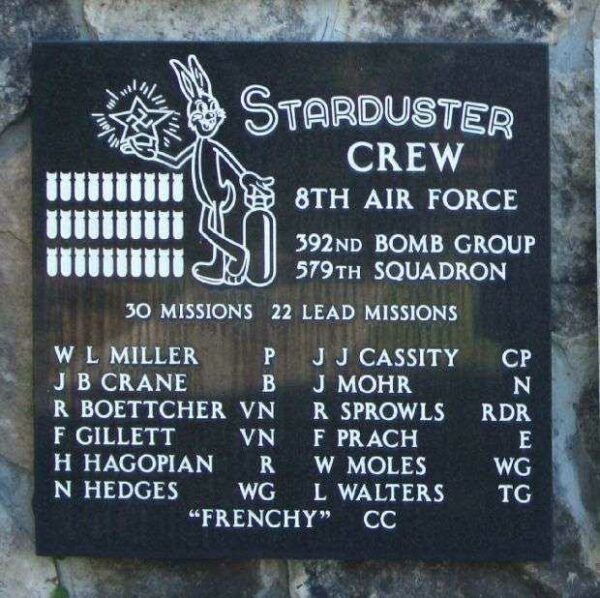 STARDUSTER
CREW
8TH AIR FORCE
392ND BOMB GROUP
579TH SQUADRON
30 MISSIONS 22 LEAD MISSIONS
W L MILLER P J J CASSITY CP
J B CRANE B J MOHR N
R BOETTCHER VN R SPROWLS RDR
F GILLETT VN F PRACH E
H HAGOPIAN R W MOLES WG
N HEDGES WG L WALTERS TG
"FRENCHY" CC